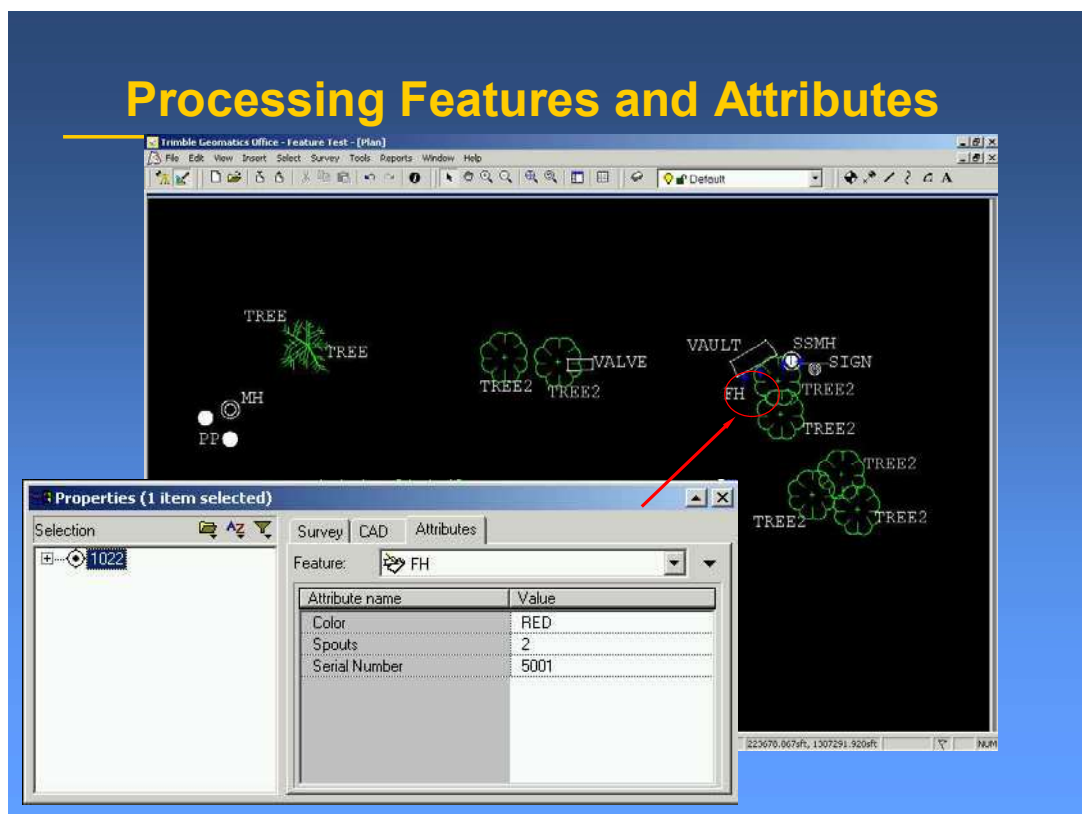 Processing Features and Attributes
Trimble Geomatics Office - Feature Test - [Plan]
File Edit View Insert Select Survey Tools Reports Window Help
Default
A
TREE
TREE
MH
PP
TREE2
TREE2
VALVE
VAULT
SSMH
SIGN
FH
TREE2
TREE2
TREE2
TREE2
TREE2
Properties (1 item selected)
Selection
1022
Survey CAD Attributes
Feature: FH
Attribute name Value
Color RED
Spouts 2
Serial Number 5001
223670.067sft, 1307291.920sft NUM